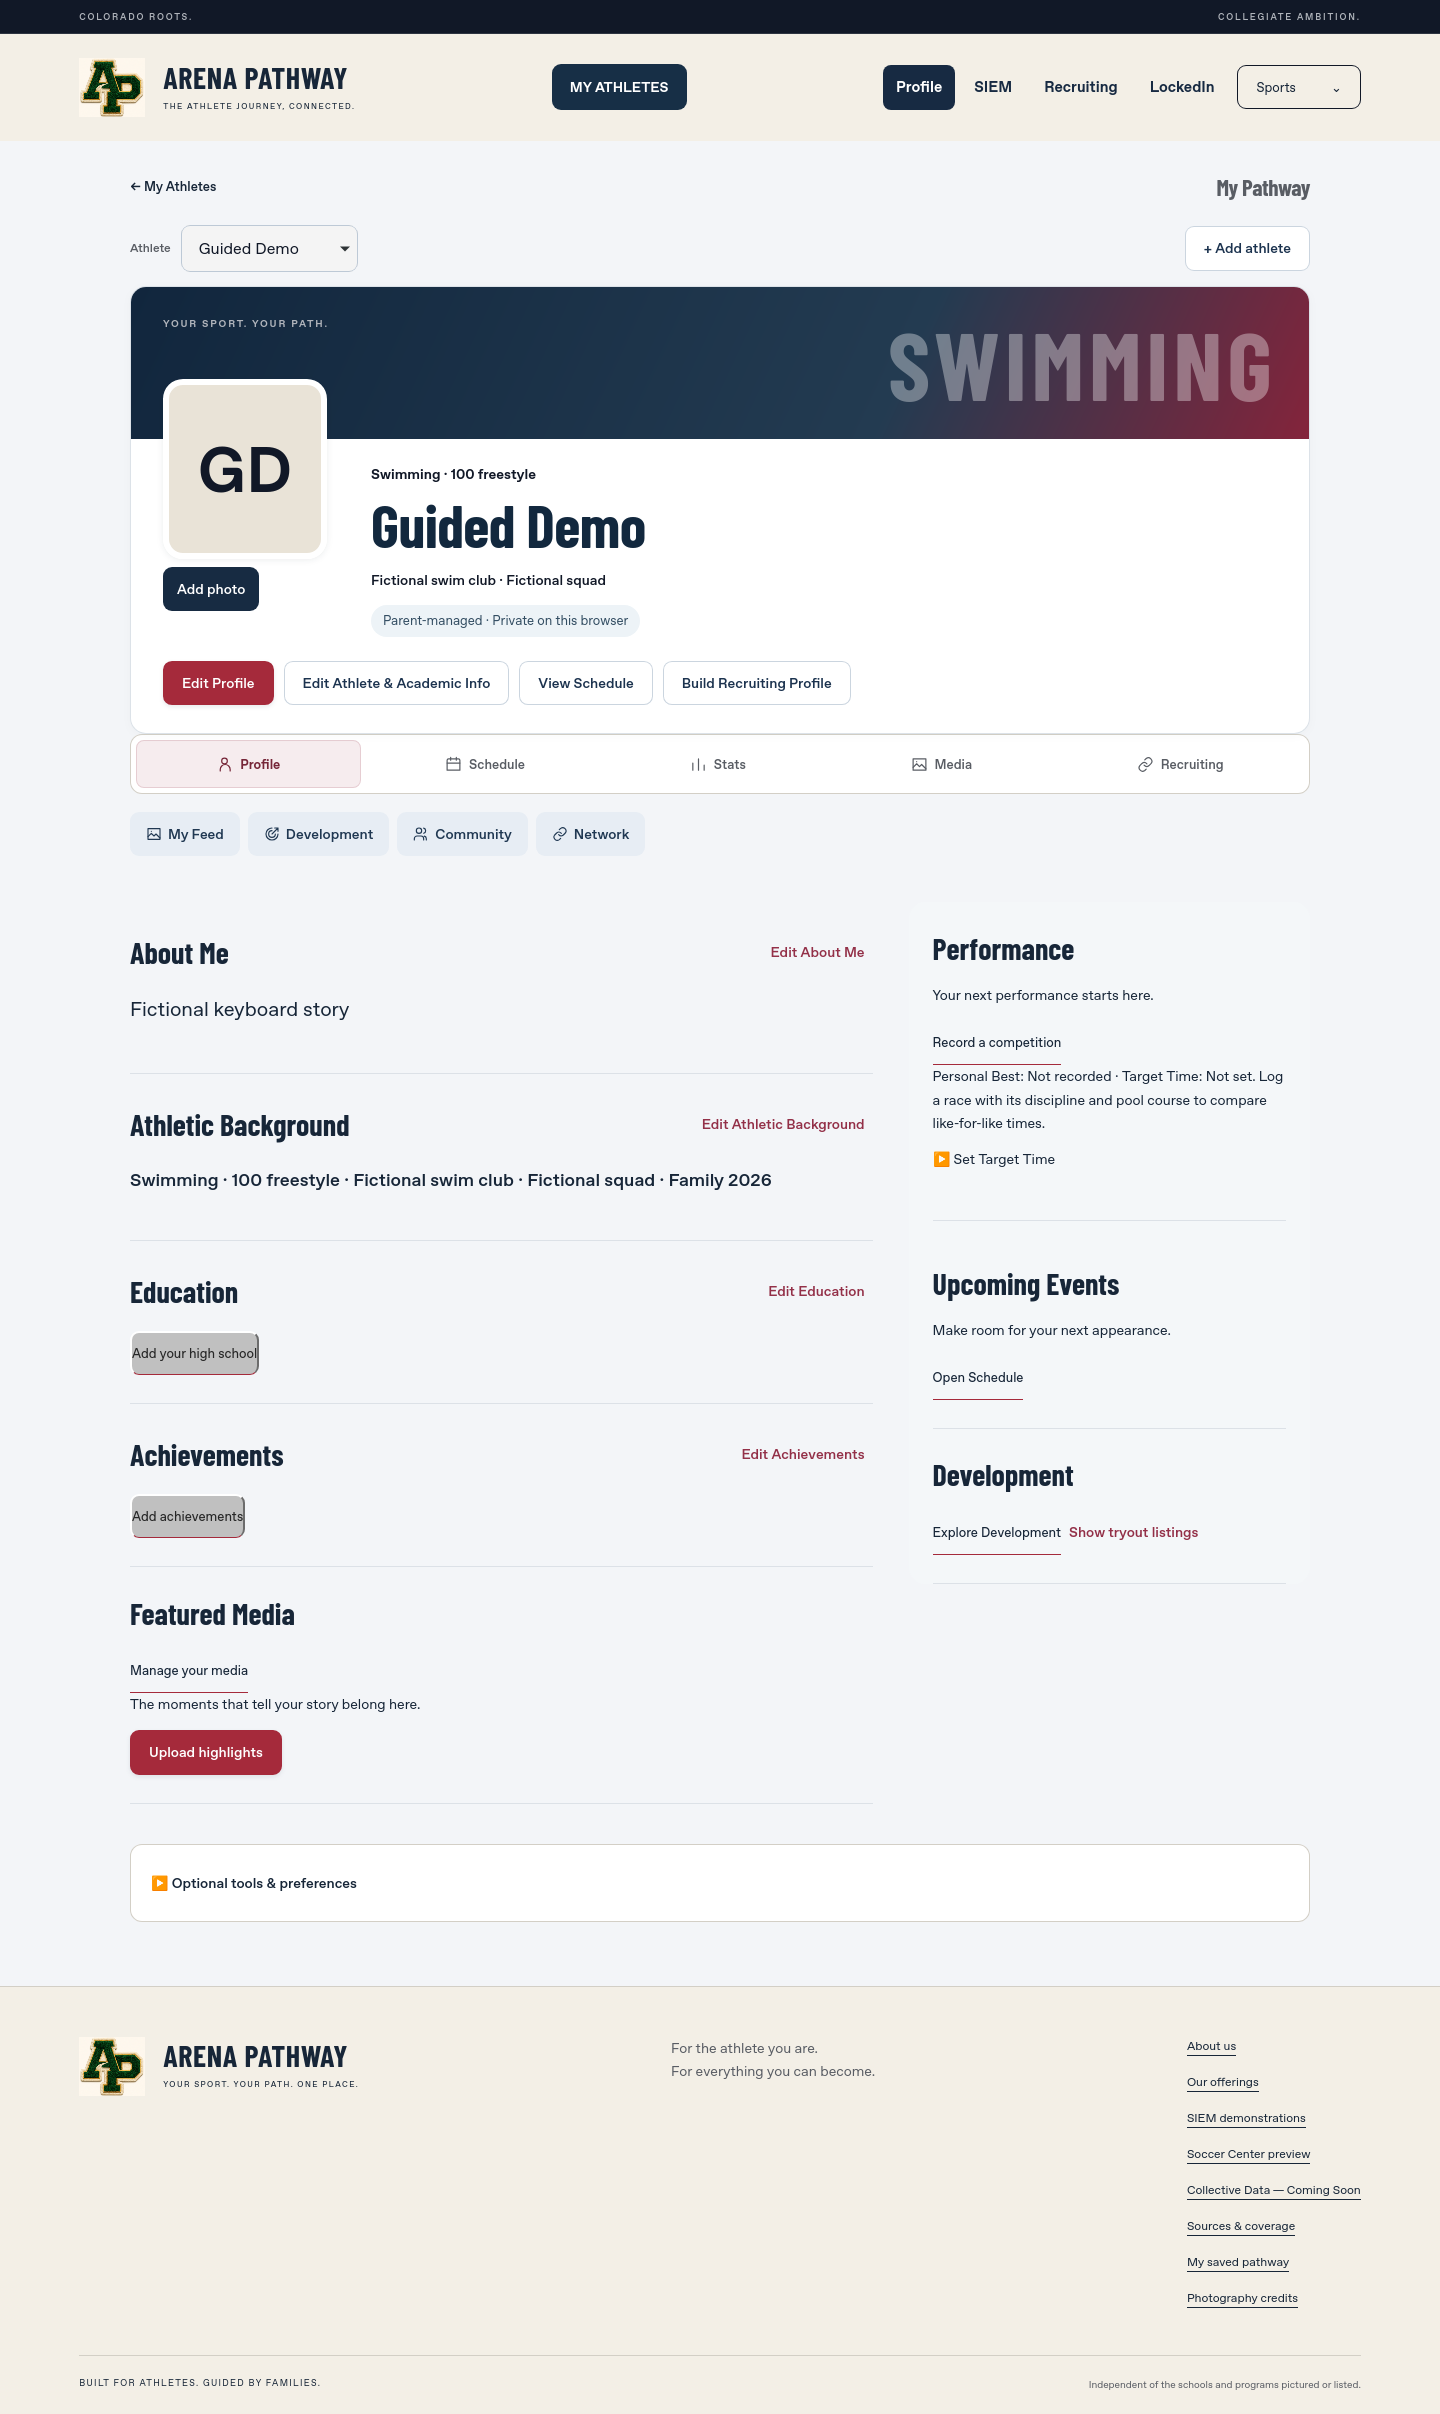 COLORADO ROOTS.
COLLEGIATE AMBITION.
AP
ARENA PATHWAY
THE ATHLETE JOURNEY, CONNECTED.
MY ATHLETES
Profile
SIEM
Recruiting
LockedIn
Sports
← My Athletes
My Pathway
Athlete
Guided Demo
+ Add athlete
YOUR SPORT. YOUR PATH.
SWIMMING
GD
Swimming · 100 freestyle
Guided Demo
Fictional swim club · Fictional squad
Parent-managed · Private on this browser
Add photo
Edit Profile
Edit Athlete & Academic Info
View Schedule
Build Recruiting Profile
Profile
Schedule
Stats
Media
Recruiting
My Feed
Development
Community
Network
About Me
Edit About Me
Fictional keyboard story
Athletic Background
Edit Athletic Background
Swimming · 100 freestyle · Fictional swim club · Fictional squad · Family 2026
Education
Edit Education
Add your high school
Achievements
Edit Achievements
Add achievements
Featured Media
Manage your media
The moments that tell your story belong here.
Upload highlights
Performance
Your next performance starts here.
Record a competition
Personal Best: Not recorded · Target Time: Not set. Log
a race with its discipline and pool course to compare
like-for-like times.
▶ Set Target Time
Upcoming Events
Make room for your next appearance.
Open Schedule
Development
Explore Development
Show tryout listings
▶ Optional tools & preferences
AP
ARENA PATHWAY
YOUR SPORT. YOUR PATH. ONE PLACE.
For the athlete you are.
For everything you can become.
About us
Our offerings
SIEM demonstrations
Soccer Center preview
Collective Data — Coming Soon
Sources & coverage
My saved pathway
Photography credits
BUILT FOR ATHLETES. GUIDED BY FAMILIES.
Independent of the schools and programs pictured or listed.